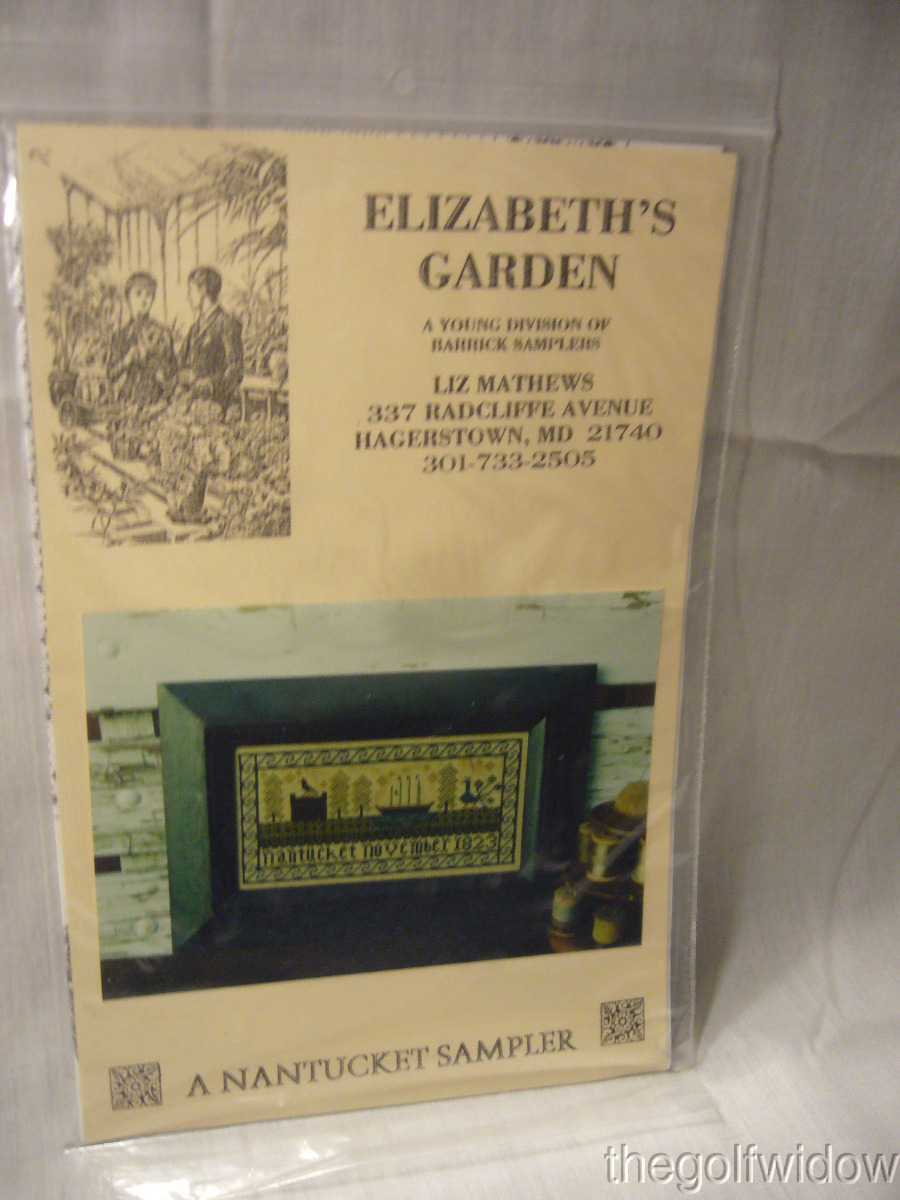 ELIZABETH'S
GARDEN
A YOUNG DIVISION OF
BARRICK SAMPLERS
LIZ MATHEWS
337 RADCLIFFE AVENUE
HAGERSTOWN, MD 21740
301-733-2505
nantucket november 1823
A NANTUCKET SAMPLER
thegolfwidow